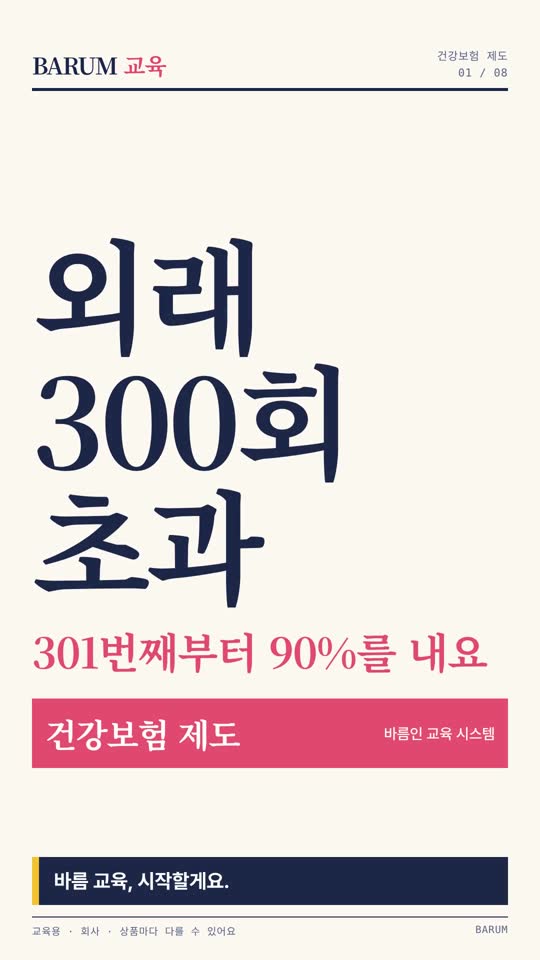 BARUM 교육
건강보험 제도
01 / 08
외래
300회
초과
301번째부터 90%를 내요
건강보험 제도
바름인 교육 시스템
바름 교육, 시작할게요.
교육용 · 회사 · 상품마다 다를 수 있어요
BARUM